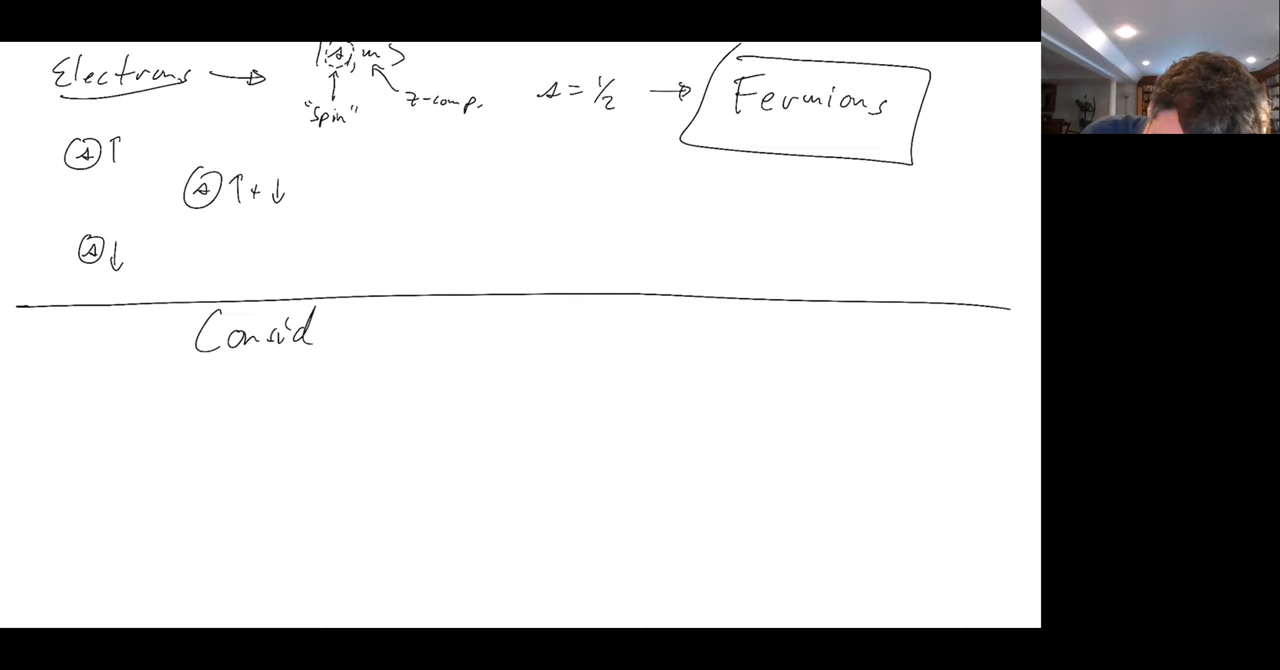 Electrons → |s, m>
"spin"
z-comp.
s = 1/2 → Fermions
s ↑
s ↑ + ↓
s ↓
Consid